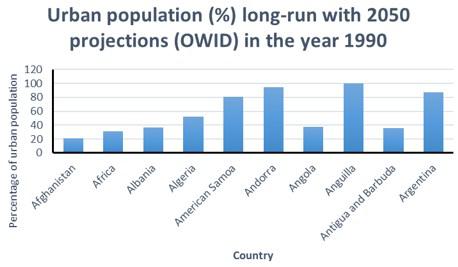 Urban population (%) long-run with 2050
projections (OWID) in the year 1990
Percentage of urban population
120
100
80
60
40
20
0
Afghanistan
Africa
Albania
Algeria
American Samoa
Andorra
Angola
Anguilla
Antigua and Barbuda
Argentina
Country